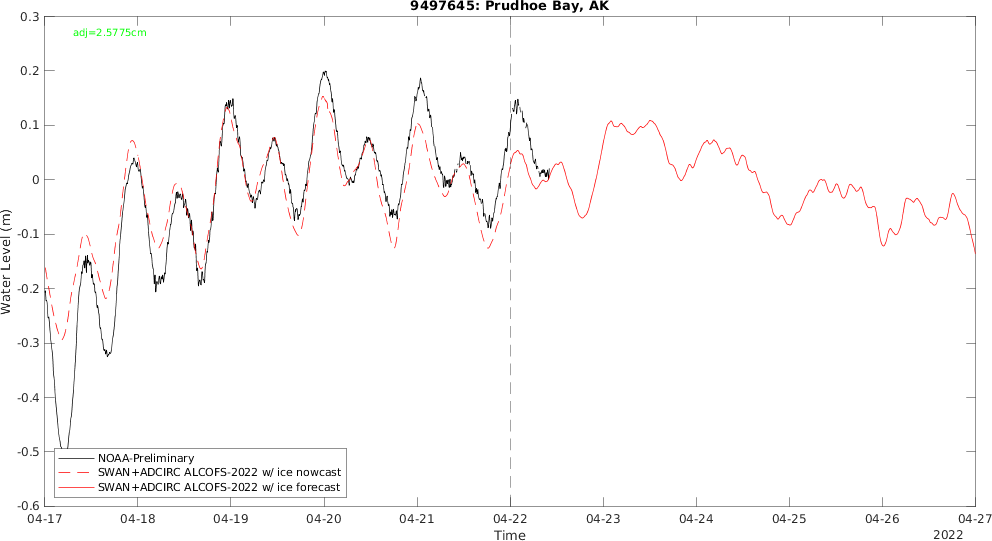 9497645: Prudhoe Bay, AK
adj=2.5775cm
Water Level (m)
0.3
0.2
0.1
0
-0.1
-0.2
-0.3
-0.4
-0.5
-0.6
NOAA-Preliminary
SWAN+ADCIRC ALCOFS-2022 w/ ice nowcast
SWAN+ADCIRC ALCOFS-2022 w/ ice forecast
04-17 04-18 04-19 04-20 04-21 04-22 04-23 04-24 04-25 04-26 04-27
Time
2022